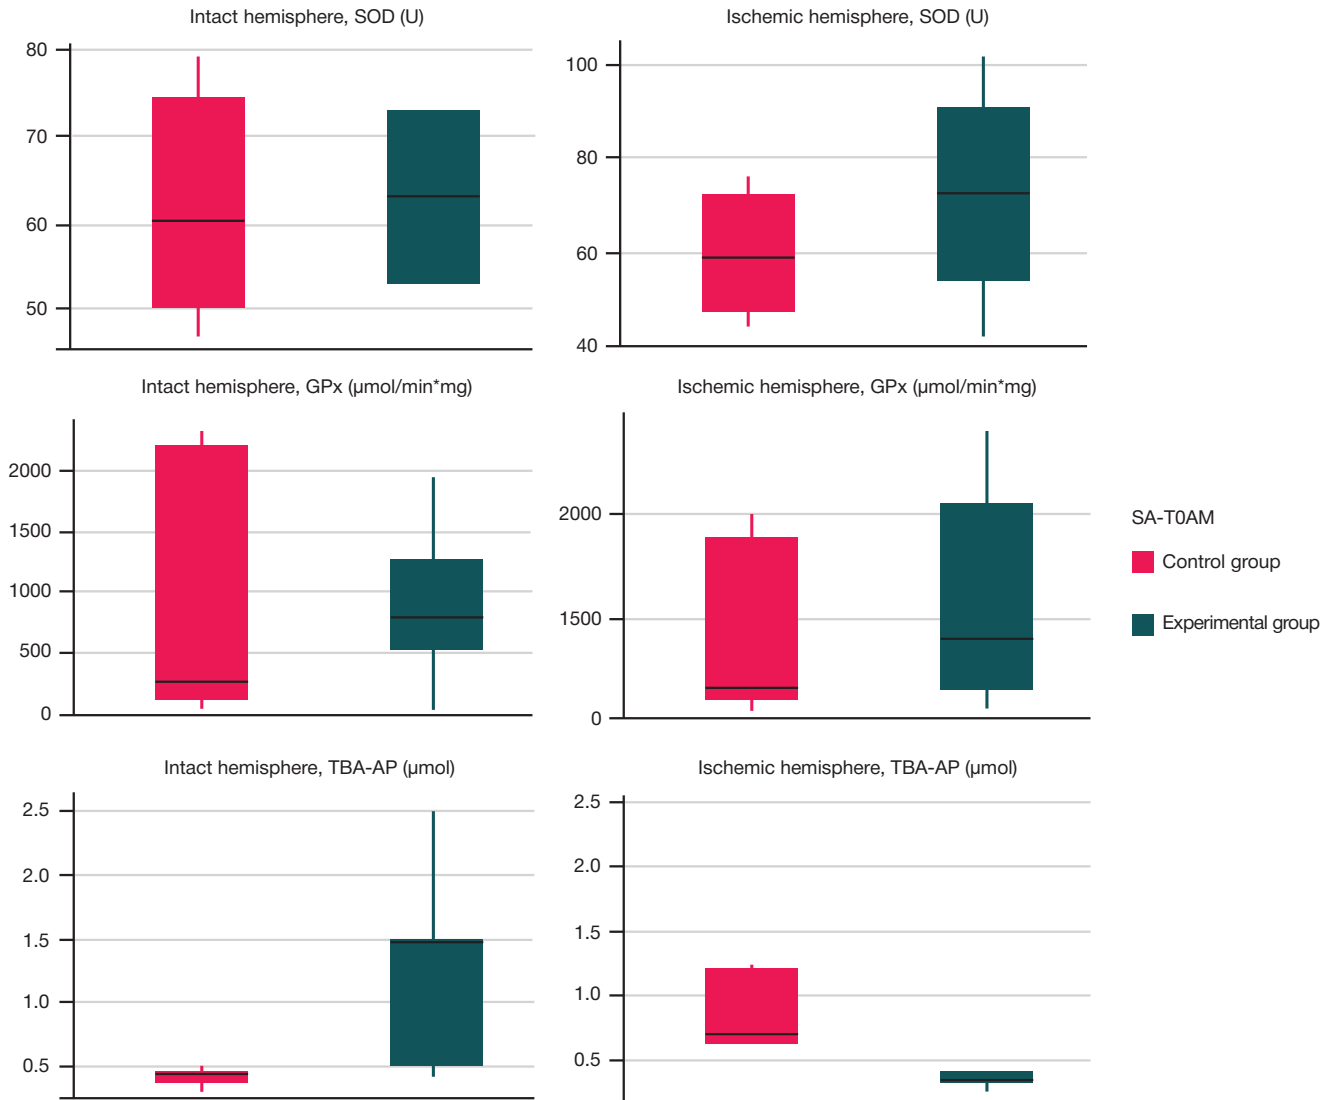 Intact hemisphere, SOD (U)
80
70
60
50
Ischemic hemisphere, SOD (U)
100
80
60
40
Intact hemisphere, GPx (µmol/min*mg)
2000
1500
1000
500
0
Ischemic hemisphere, GPx (µmol/min*mg)
2000
1500
0
SA-T0AM
Control group
Experimental group
Intact hemisphere, TBA-AP (µmol)
2.5
2.0
1.5
1.0
0.5
Ischemic hemisphere, TBA-AP (µmol)
2.5
2.0
1.5
1.0
0.5